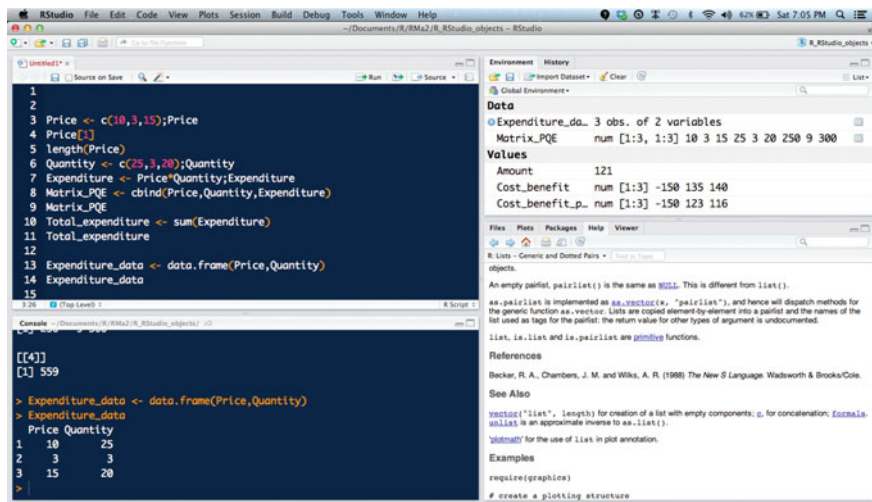 RStudio File Edit Code View Plots Session Build Debug Tools Window Help 62% Sat 7:05 PM
~/Documents/R/RMa2/R_RStudio_objects - RStudio
Go to file/function
R_RStudio_objects
Untitled1*
Source on Save
Run
Source
1
2
3 Price <- c(10,3,15);Price
4 Price[1]
5 length(Price)
6 Quantity <- c(25,3,20);Quantity
7 Expenditure <- Price*Quantity;Expenditure
8 Matrix_PQE <- cbind(Price,Quantity,Expenditure)
9 Matrix_PQE
10 Total_expenditure <- sum(Expenditure)
11 Total_expenditure
12
13 Expenditure_data <- data.frame(Price,Quantity)
14 Expenditure_data
15
3:26 (Top Level) R Script
Console ~/Documents/R/RMa2/R_RStudio_objects/
[[4]]
[1] 559
> Expenditure_data <- data.frame(Price,Quantity)
> Expenditure_data
Price Quantity
1 10 25
2 3 3
3 15 20
>
Environment History
Import Dataset Clear List
Global Environment
Data
Expenditure_da… 3 obs. of 2 variables
Matrix_PQE num [1:3, 1:3] 10 3 15 25 3 20 250 9 300
Values
Amount 121
Cost_benefit num [1:3] -150 135 140
Cost_benefit_p… num [1:3] -150 123 116
Files Plots Packages Help Viewer
R: Lists – Generic and Dotted Pairs Find in Topic
objects.
An empty pairlist, pairlist() is the same as NULL. This is different from list().
as.pairlist is implemented as as.vector(x, "pairlist"), and hence will dispatch methods for
the generic function as.vector. Lists are copied element-by-element into a pairlist and the names of the
list used as tags for the pairlist: the return value for other types of argument is undocumented.
list, is.list and is.pairlist are primitive functions.
References
Becker, R. A., Chambers, J. M. and Wilks, A. R. (1988) The New S Language. Wadsworth & Brooks/Cole.
See Also
vector("list", length) for creation of a list with empty components; c, for concatenation; formals.
unlist is an approximate inverse to as.list().
'plotmath' for the use of list in plot annotation.
Examples
require(graphics)
# create a plotting structure